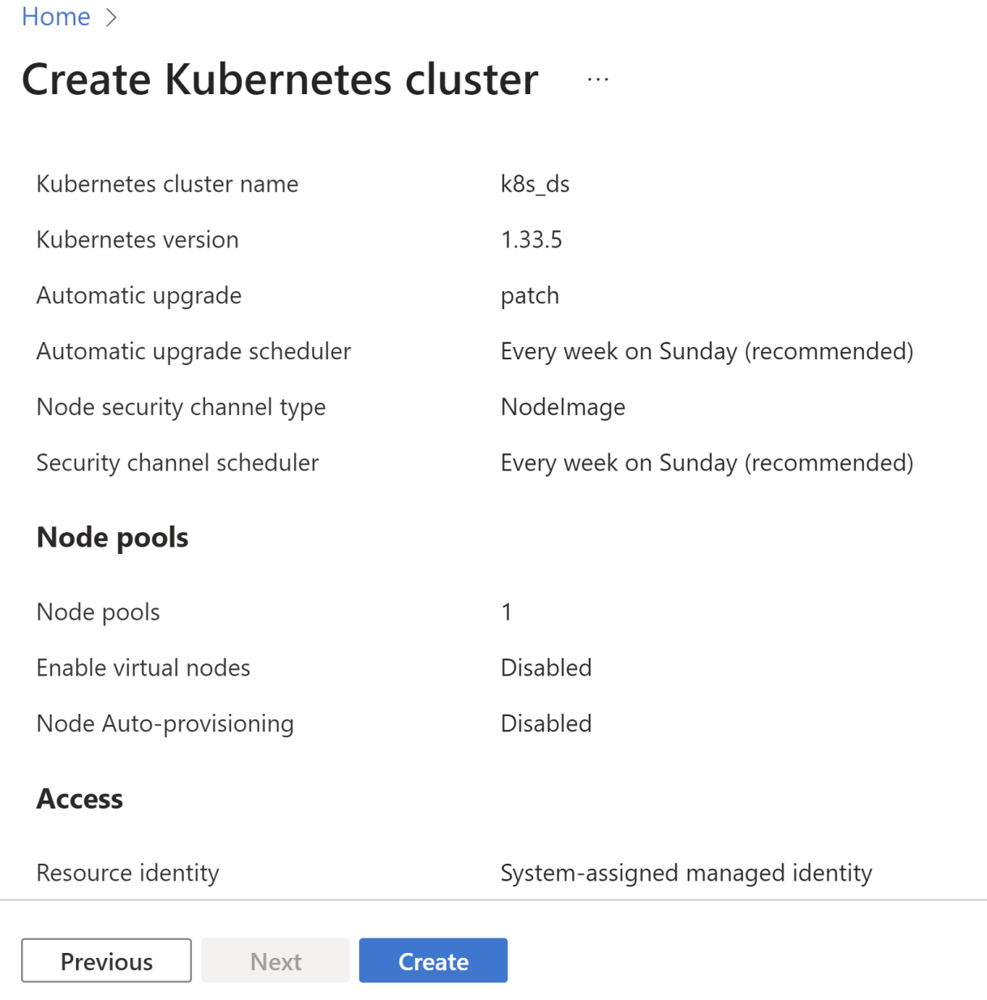 Home >
Create Kubernetes cluster ...
Kubernetes cluster name k8s_ds
Kubernetes version 1.33.5
Automatic upgrade patch
Automatic upgrade scheduler Every week on Sunday (recommended)
Node security channel type NodeImage
Security channel scheduler Every week on Sunday (recommended)
Node pools
Node pools 1
Enable virtual nodes Disabled
Node Auto-provisioning Disabled
Access
Resource identity System-assigned managed identity
Previous Next Create